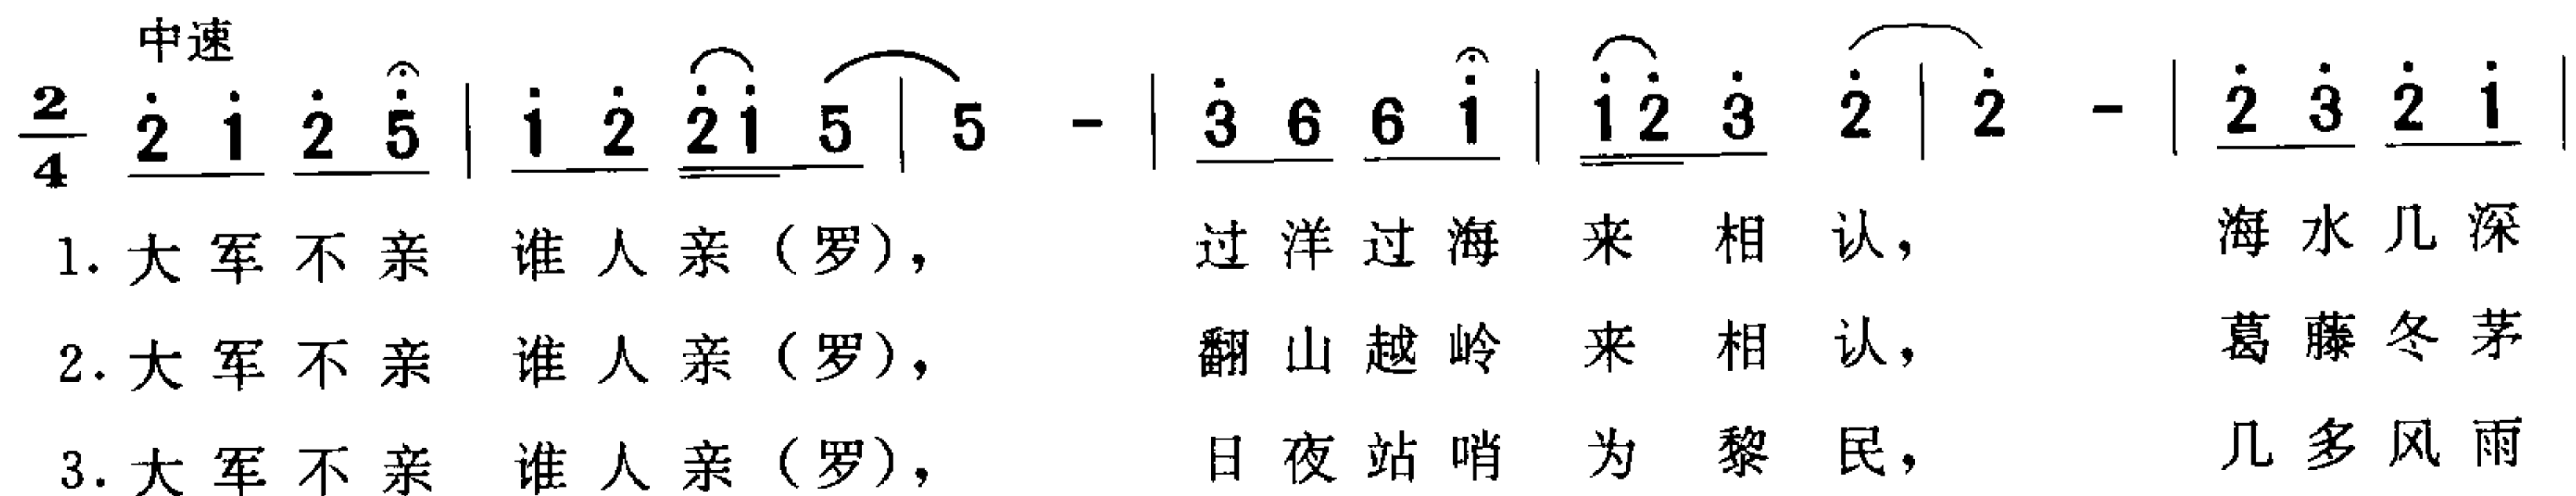 中速
2/4 2̇ 1̇ 2̇ 5̇ | 1̇ 2̇ 2̇ 1̇ 5 | 5 - | 3̇ 6 6 1̇ | 1̇ 2̇ 3̇ 2̇ | 2̇ - | 2̇ 3̇ 2̇ 1̇ |
1. 大军不亲 谁人亲(罗), 过洋过海 来相认, 海水几深
2. 大军不亲 谁人亲(罗), 翻山越岭 来相认, 葛藤冬茅
3. 大军不亲 谁人亲(罗), 日夜站哨 为黎民, 几多风雨